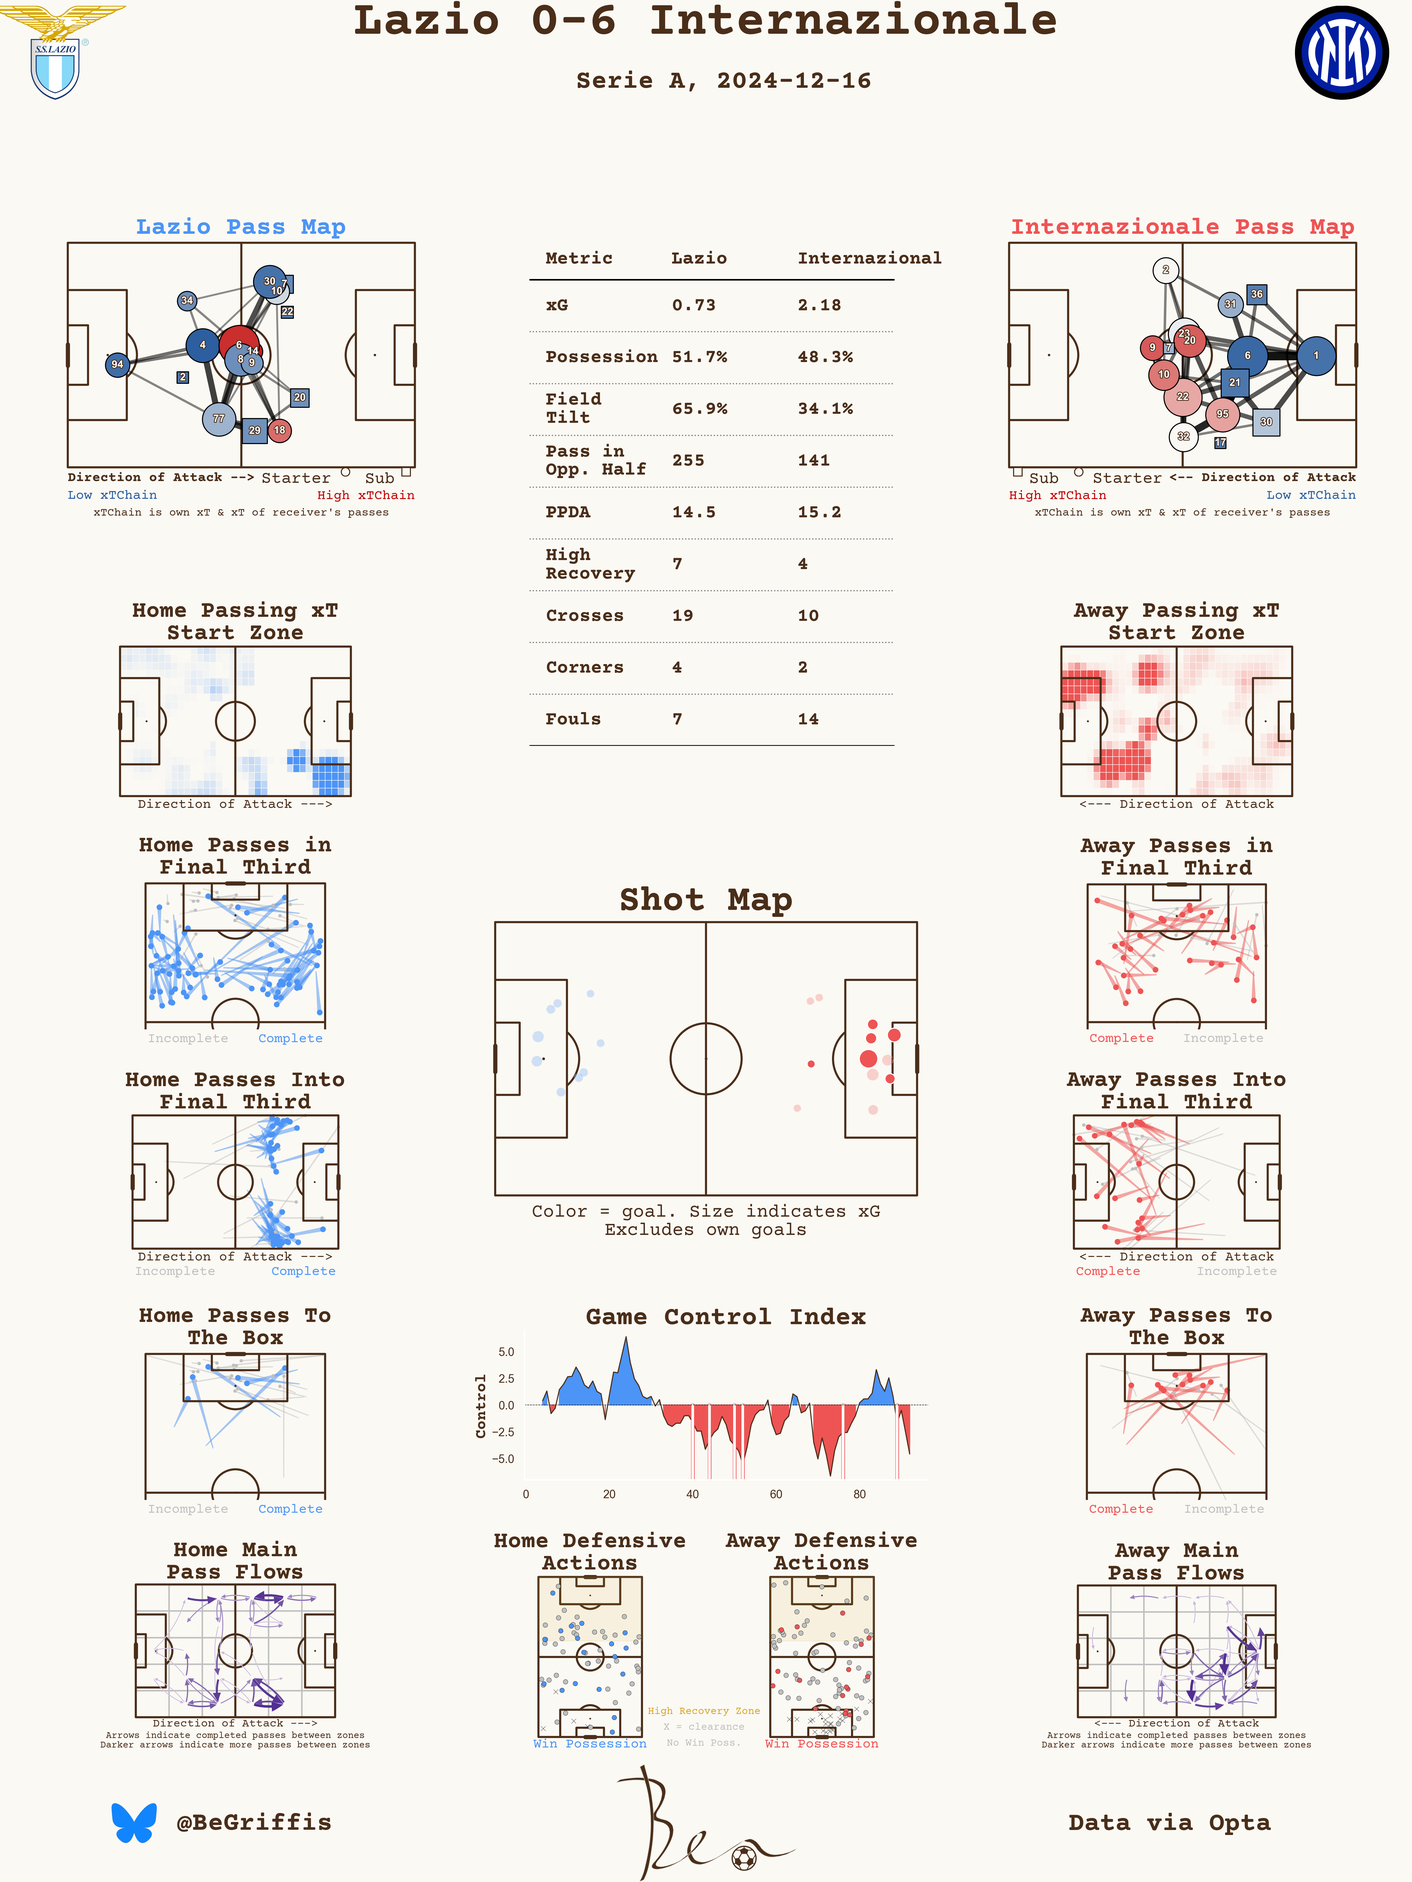 Lazio 0-6 Internazionale
Serie A, 2024-12-16
S.S.LAZIO
®
Lazio Pass Map
30
7
10
34
22
4
6
14
8
9
94
2
20
77
29
18
Direction of Attack --> Starter Sub
Low xTChain High xTChain
xTChain is own xT & xT of receiver's passes
Metric Lazio Internazional
xG 0.73 2.18
Possession 51.7% 48.3%
Field
Tilt 65.9% 34.1%
Pass in
Opp. Half 255 141
PPDA 14.5 15.2
High
Recovery 7 4
Crosses 19 10
Corners 4 2
Fouls 7 14
Internazionale Pass Map
2
36
31
23
20
9
7
6
1
10
21
22
95
30
32
17
Sub Starter <-- Direction of Attack
High xTChain Low xTChain
xTChain is own xT & xT of receiver's passes
Home Passing xT
Start Zone
Direction of Attack --->
Away Passing xT
Start Zone
<--- Direction of Attack
Home Passes in
Final Third
Incomplete Complete
Away Passes in
Final Third
Complete Incomplete
Shot Map
Color = goal. Size indicates xG
Excludes own goals
Home Passes Into
Final Third
Direction of Attack --->
Incomplete Complete
Away Passes Into
Final Third
<--- Direction of Attack
Complete Incomplete
Home Passes To
The Box
Incomplete Complete
Game Control Index
Control
5.0
2.5
0.0
−2.5
−5.0
0 20 40 60 80
Away Passes To
The Box
Complete Incomplete
Home Main
Pass Flows
Direction of Attack --->
Arrows indicate completed passes between zones
Darker arrows indicate more passes between zones
Home Defensive
Actions
Win Possession
Away Defensive
Actions
Win Possession
High Recovery Zone
X = clearance
No Win Poss.
Away Main
Pass Flows
<--- Direction of Attack
Arrows indicate completed passes between zones
Darker arrows indicate more passes between zones
@BeGriffis
Ben
Data via Opta